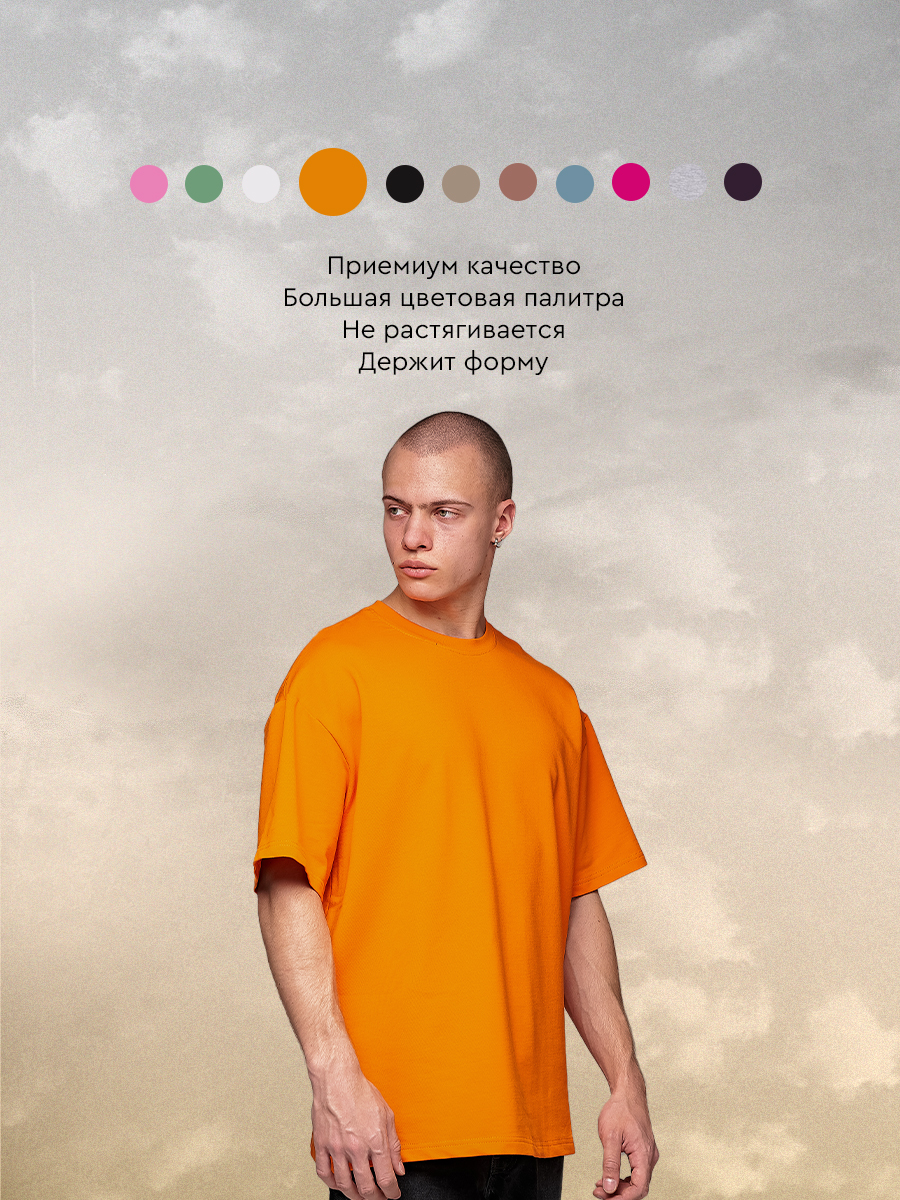 Приемиум качество
Большая цветовая палитра
Не растягивается
Держит форму